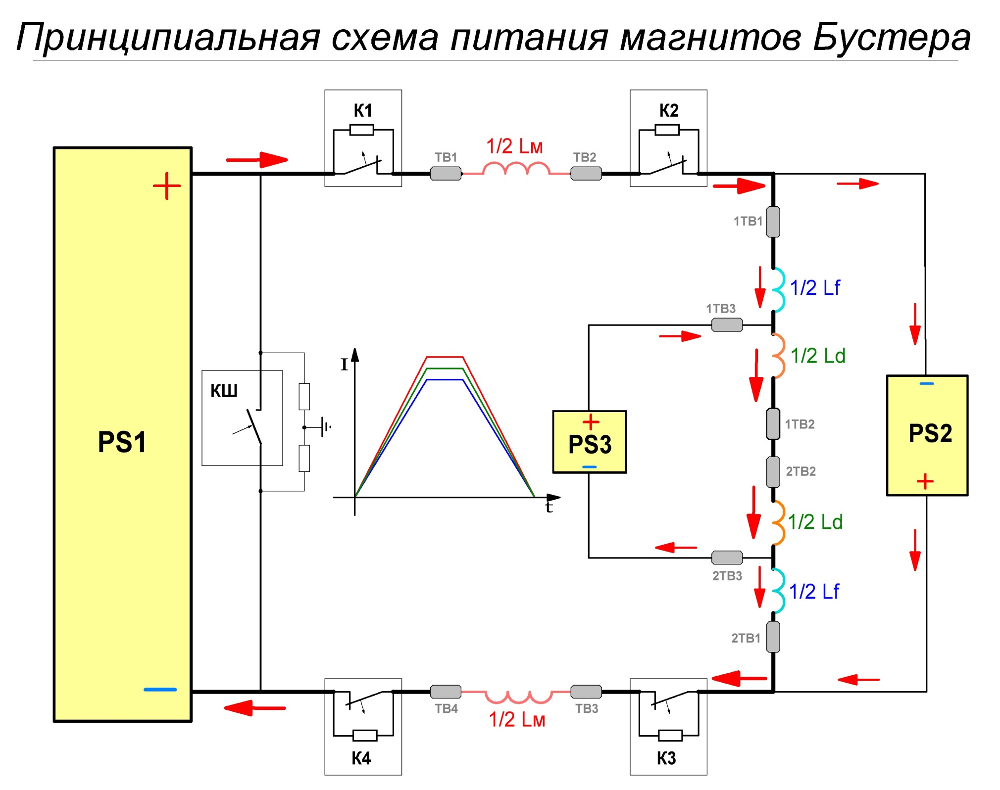 Принципиальная схема питания магнитов Бустера
К1
К2
1/2 Lм
ТВ1
ТВ2
+
1ТВ1
1/2 Lf
1ТВ3
1/2 Ld
I
КШ
+
PS3
−
1ТВ2
−
PS2
+
PS1
2ТВ2
t
1/2 Ld
2ТВ3
1/2 Lf
2ТВ1
−
ТВ4
ТВ3
1/2 Lм
К4
К3